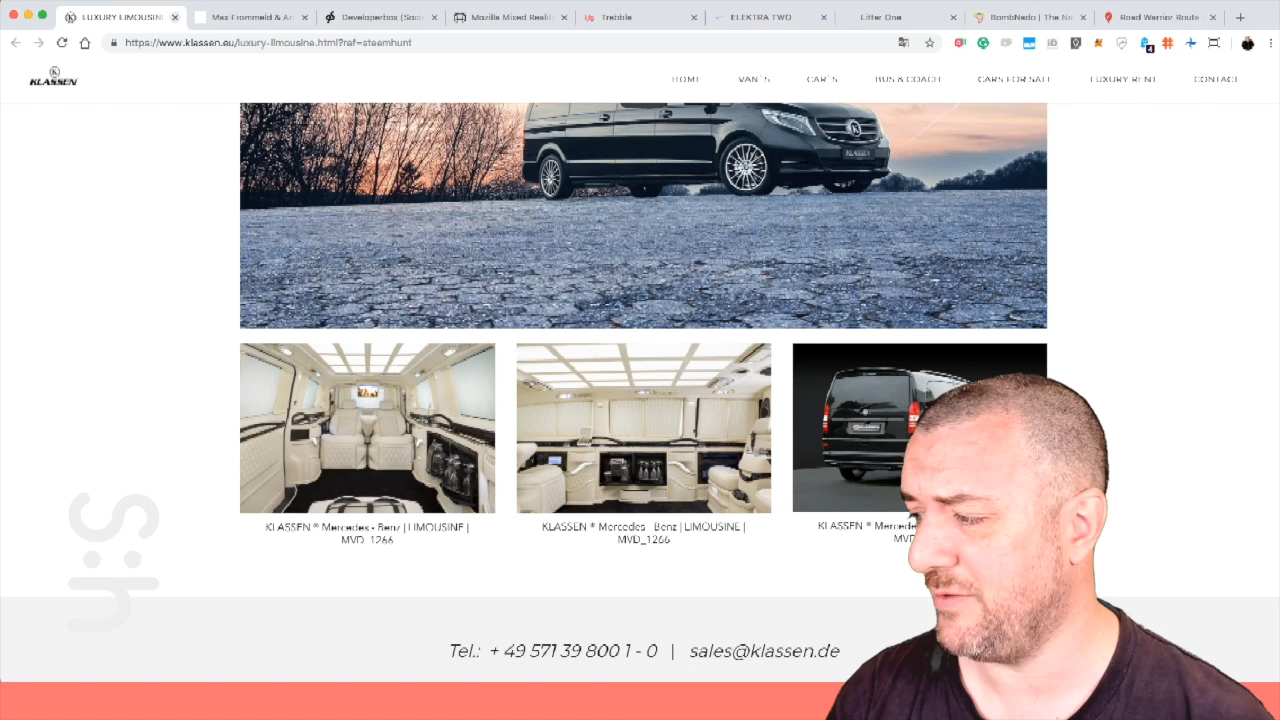 LUXURY LIMOUSIN
Max Frommeld & Ar
Developerbox (Soci
Mozilla Mixed Realit
Trebble
ELEKTRA TWO
Litter One
BombNado | The Ne
Road Warrior Route
https://www.klassen.eu/luxury-limousine.html?ref=steemhunt
4
KLASSEN
HOME
VAN`S
CAR`S
BUS & COACH
CARS FOR SALE
LUXURY RENT
CONTACT
KLASSEN
KLASSEN ® Mercedes - Benz | LIMOUSINE |
MVD_1266
KLASSEN ® Mercedes - Benz | LIMOUSINE |
MVD_1266
KLASSEN ® Merced
MVD
S:h
Tel.: + 49 571 39 800 1 - 0 | sales@klassen.de